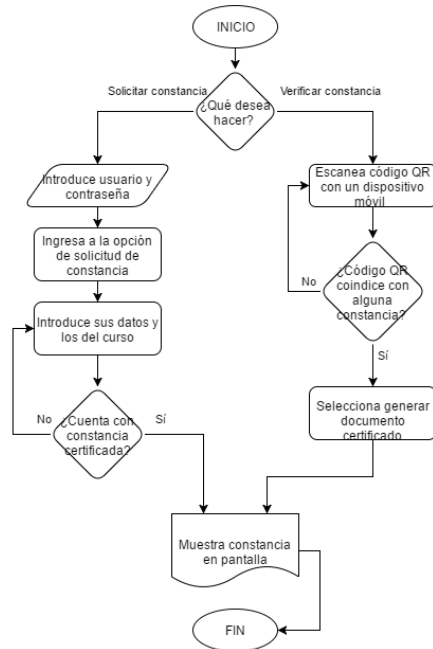 INICIO
Solicitar constancia
Verificar constancia
¿Qué desea
hacer?
Introduce usuario y
contraseña
Escanea código QR
con un dispositivo
móvil
Ingresa a la opción
de solicitud de
constancia
No
¿Código QR
coindice con
alguna
constancia?
Introduce sus datos y
los del curso
Sí
Selecciona generar
documento
certificado
No
¿Cuenta con
constancia
certificada?
Sí
Muestra constancia
en pantalla
FIN